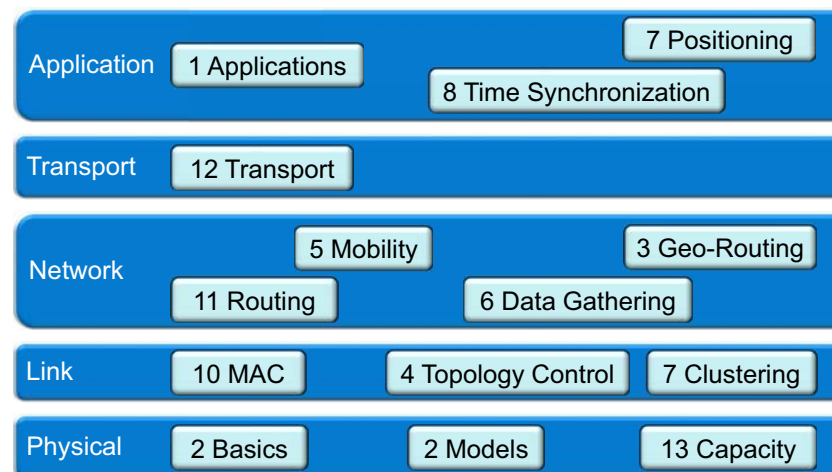 Application
1 Applications
7 Positioning
8 Time Synchronization
Transport
12 Transport
Network
5 Mobility
3 Geo-Routing
11 Routing
6 Data Gathering
Link
10 MAC
4 Topology Control
7 Clustering
Physical
2 Basics
2 Models
13 Capacity